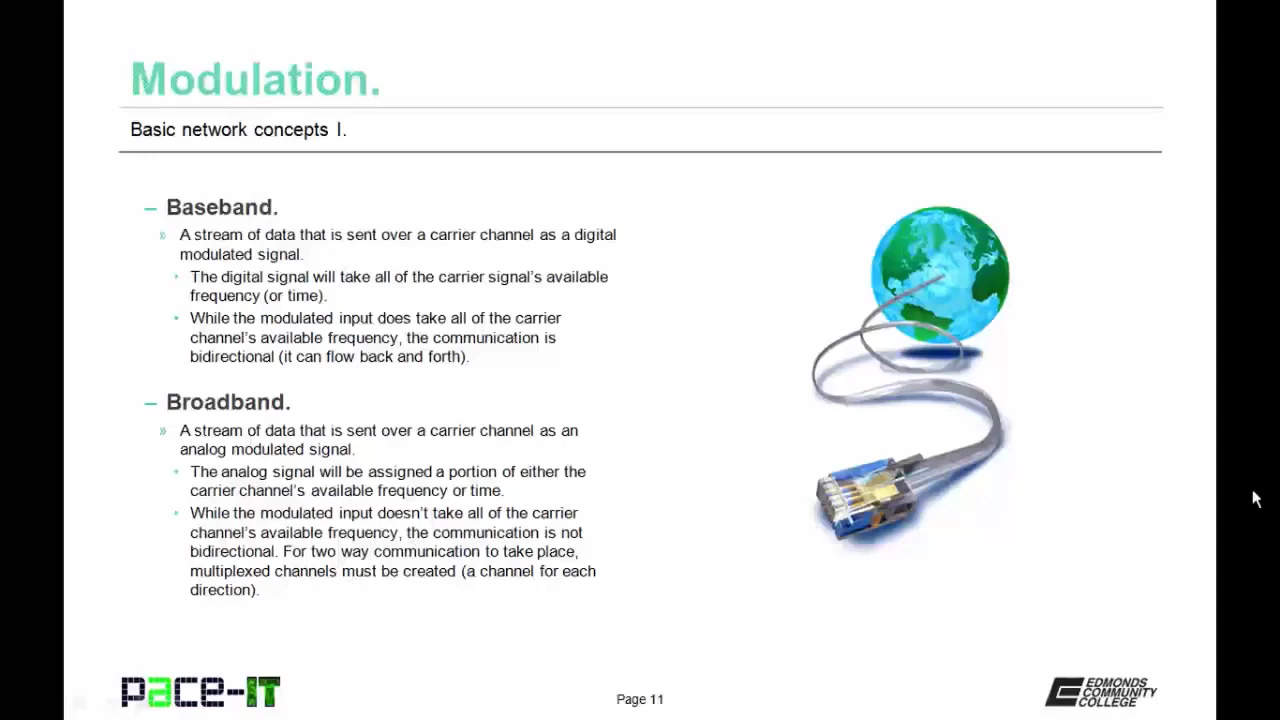 Modulation.
Basic network concepts I.
– Baseband.
» A stream of data that is sent over a carrier channel as a digital
modulated signal.
• The digital signal will take all of the carrier signal's available
frequency (or time).
• While the modulated input does take all of the carrier
channel's available frequency, the communication is
bidirectional (it can flow back and forth).
– Broadband.
» A stream of data that is sent over a carrier channel as an
analog modulated signal.
• The analog signal will be assigned a portion of either the
carrier channel's available frequency or time.
• While the modulated input doesn't take all of the carrier
channel's available frequency, the communication is not
bidirectional. For two way communication to take place,
multiplexed channels must be created (a channel for each
direction).
pace-IT
Page 11
EDMONDS
COMMUNITY
COLLEGE